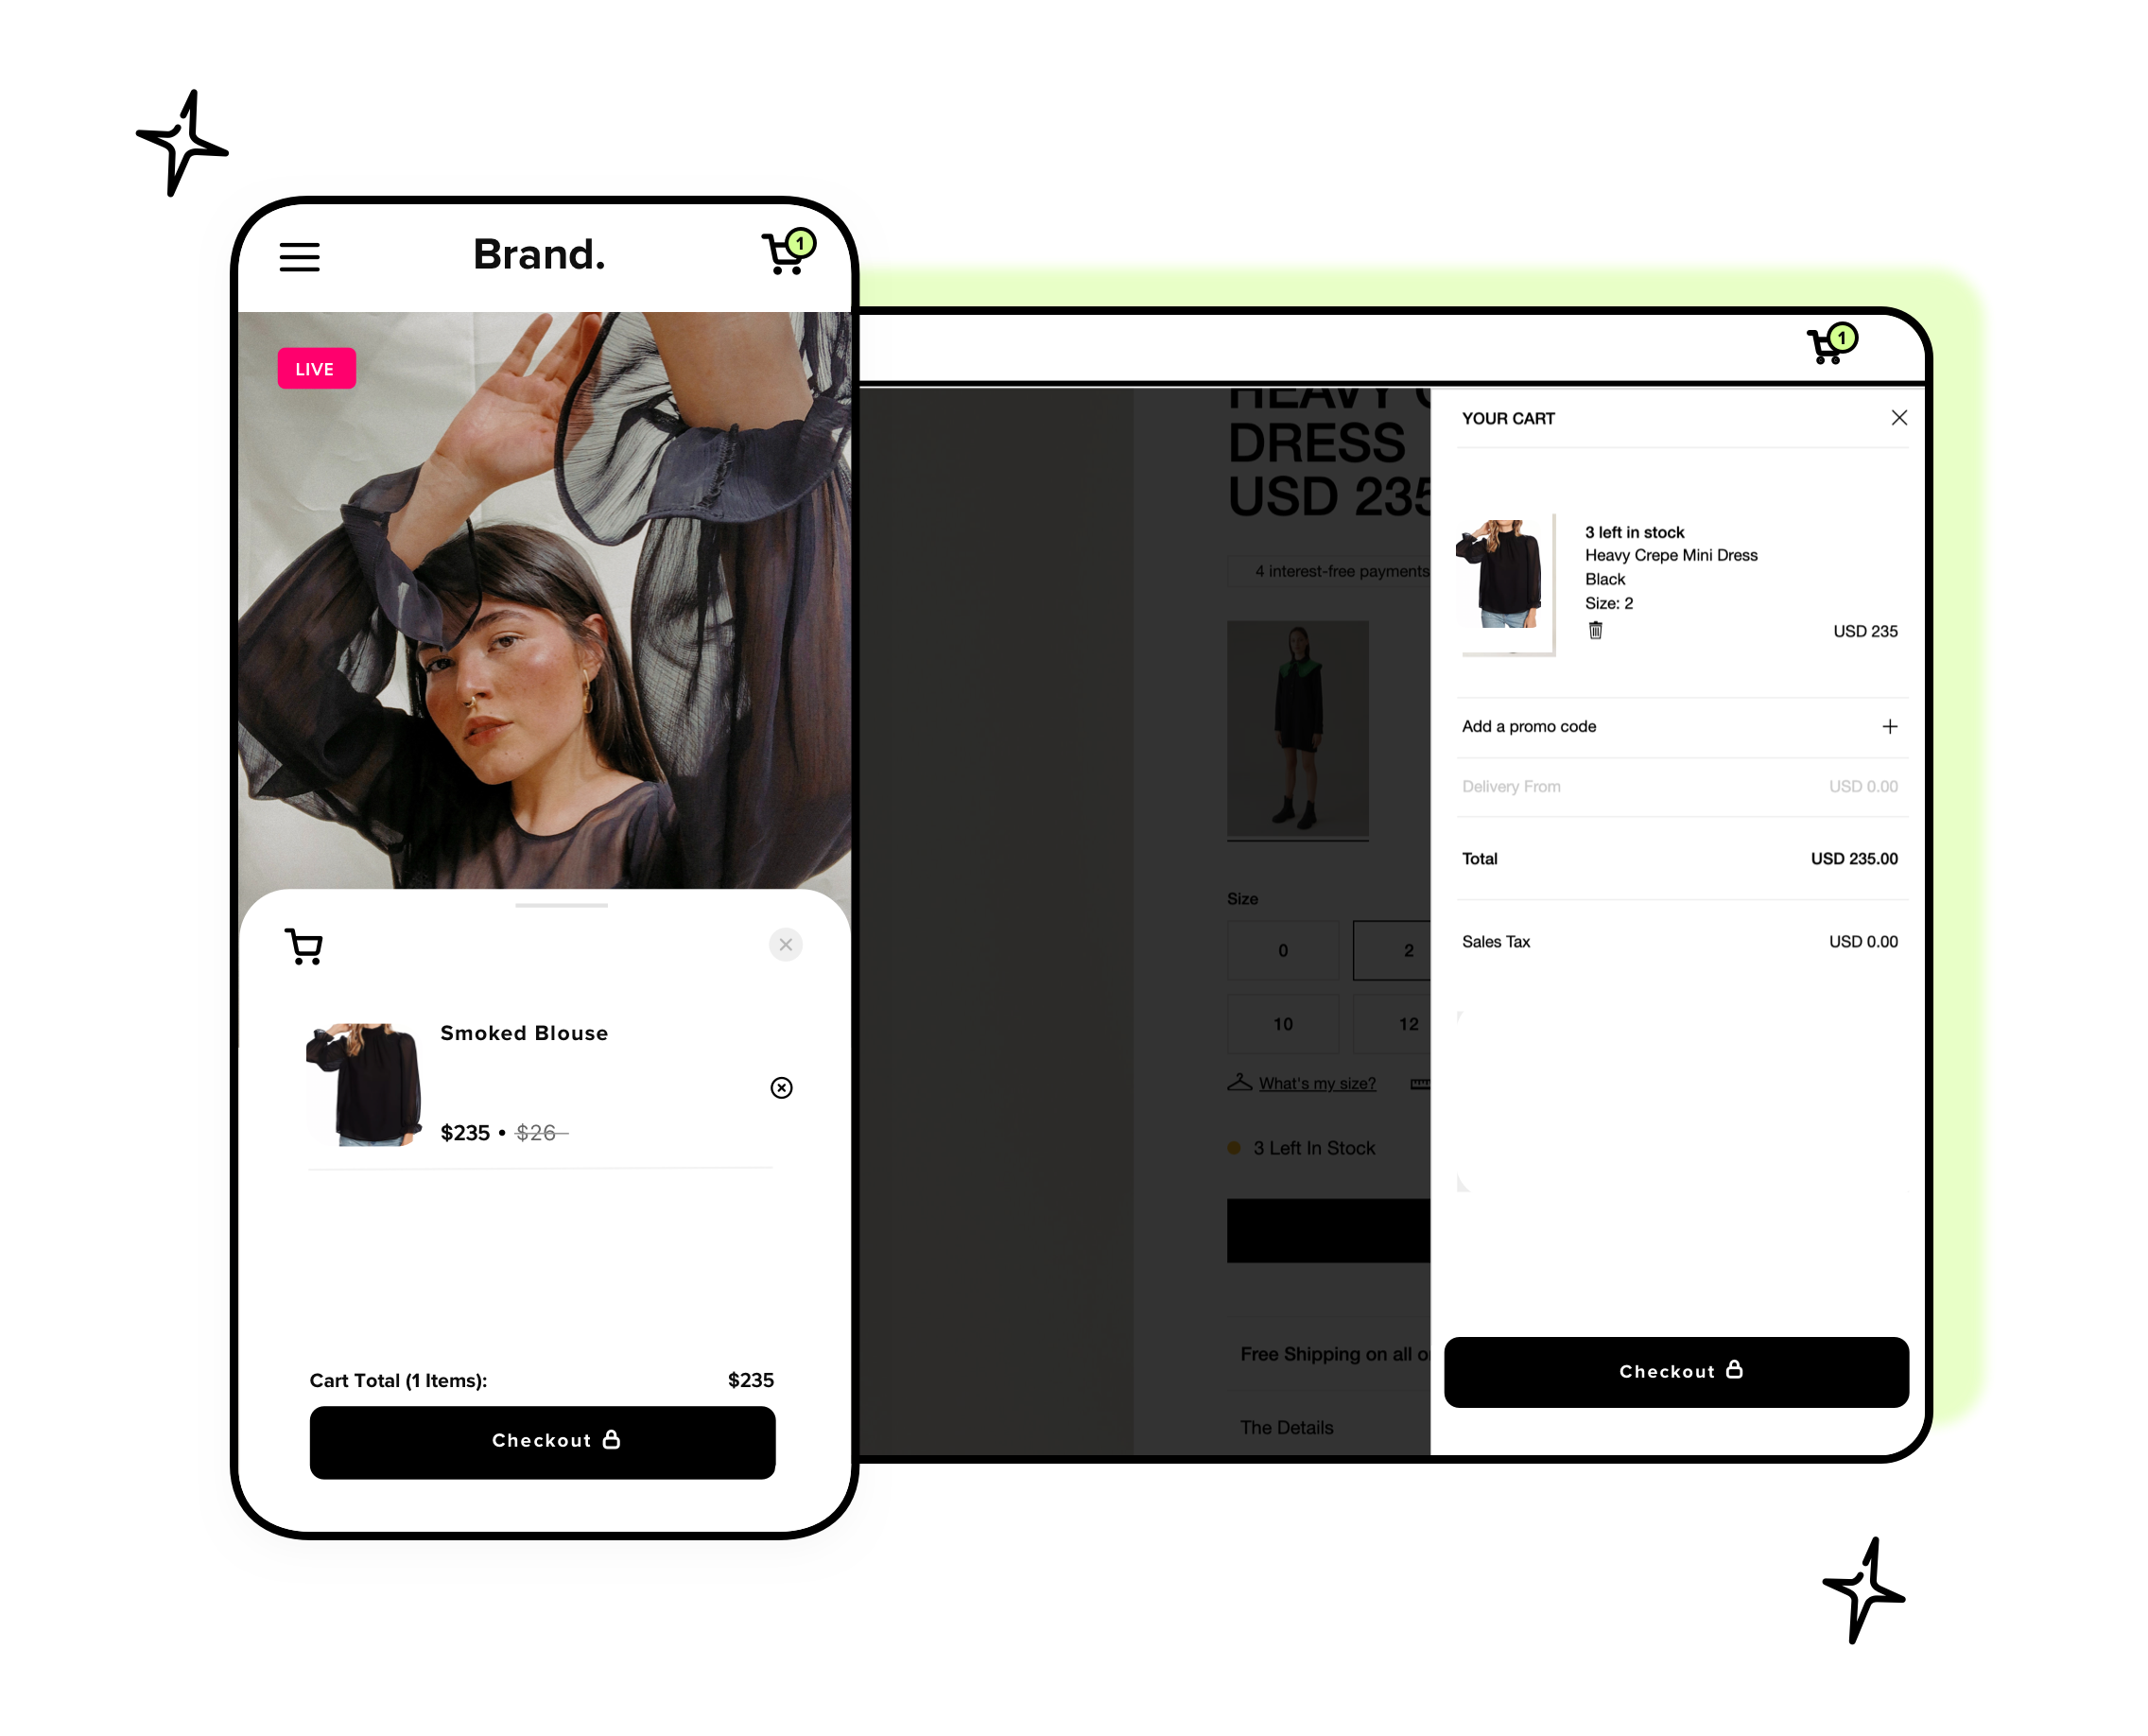 Brand.
1
LIVE
Smoked Blouse
$235 • $26
Cart Total (1 Items):
$235
Checkout
1
DRESS
USD 235
4 interest-free payments
Size
0
2
10
12
What's my size?
3 Left In Stock
Free Shipping on all
The Details
YOUR CART
3 left in stock
Heavy Crepe Mini Dress
Black
Size: 2
USD 235
Add a promo code
Delivery From
USD 0.00
Total
USD 235.00
Sales Tax
USD 0.00
Checkout